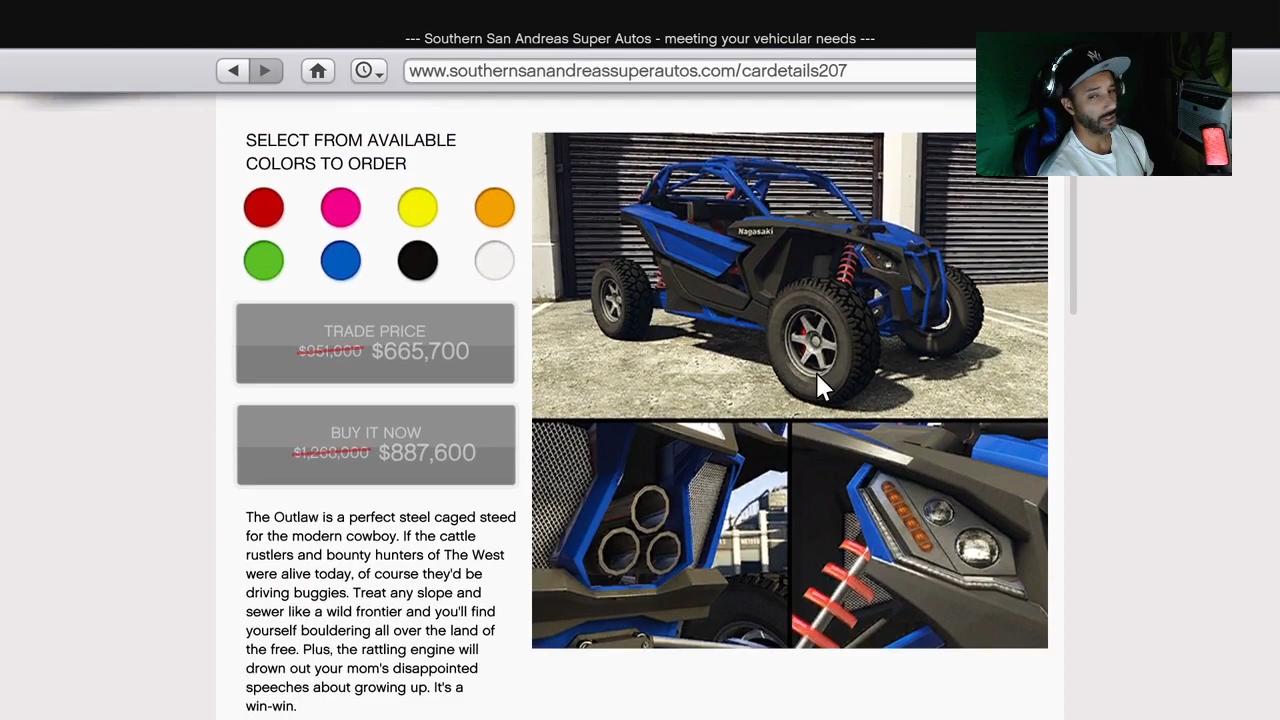 --- Southern San Andreas Super Autos - meeting your vehicular needs ---
www.southernsanandreassuperautos.com/cardetails207
SELECT FROM AVAILABLE
COLORS TO ORDER
TRADE PRICE
$951,000 $665,700
BUY IT NOW
$1,268,000 $887,600
The Outlaw is a perfect steel caged steed
for the modern cowboy. If the cattle
rustlers and bounty hunters of The West
were alive today, of course they'd be
driving buggies. Treat any slope and
sewer like a wild frontier and you'll find
yourself bouldering all over the land of
the free. Plus, the rattling engine will
drown out your mom's disappointed
speeches about growing up. It's a
win-win.
Nagasaki